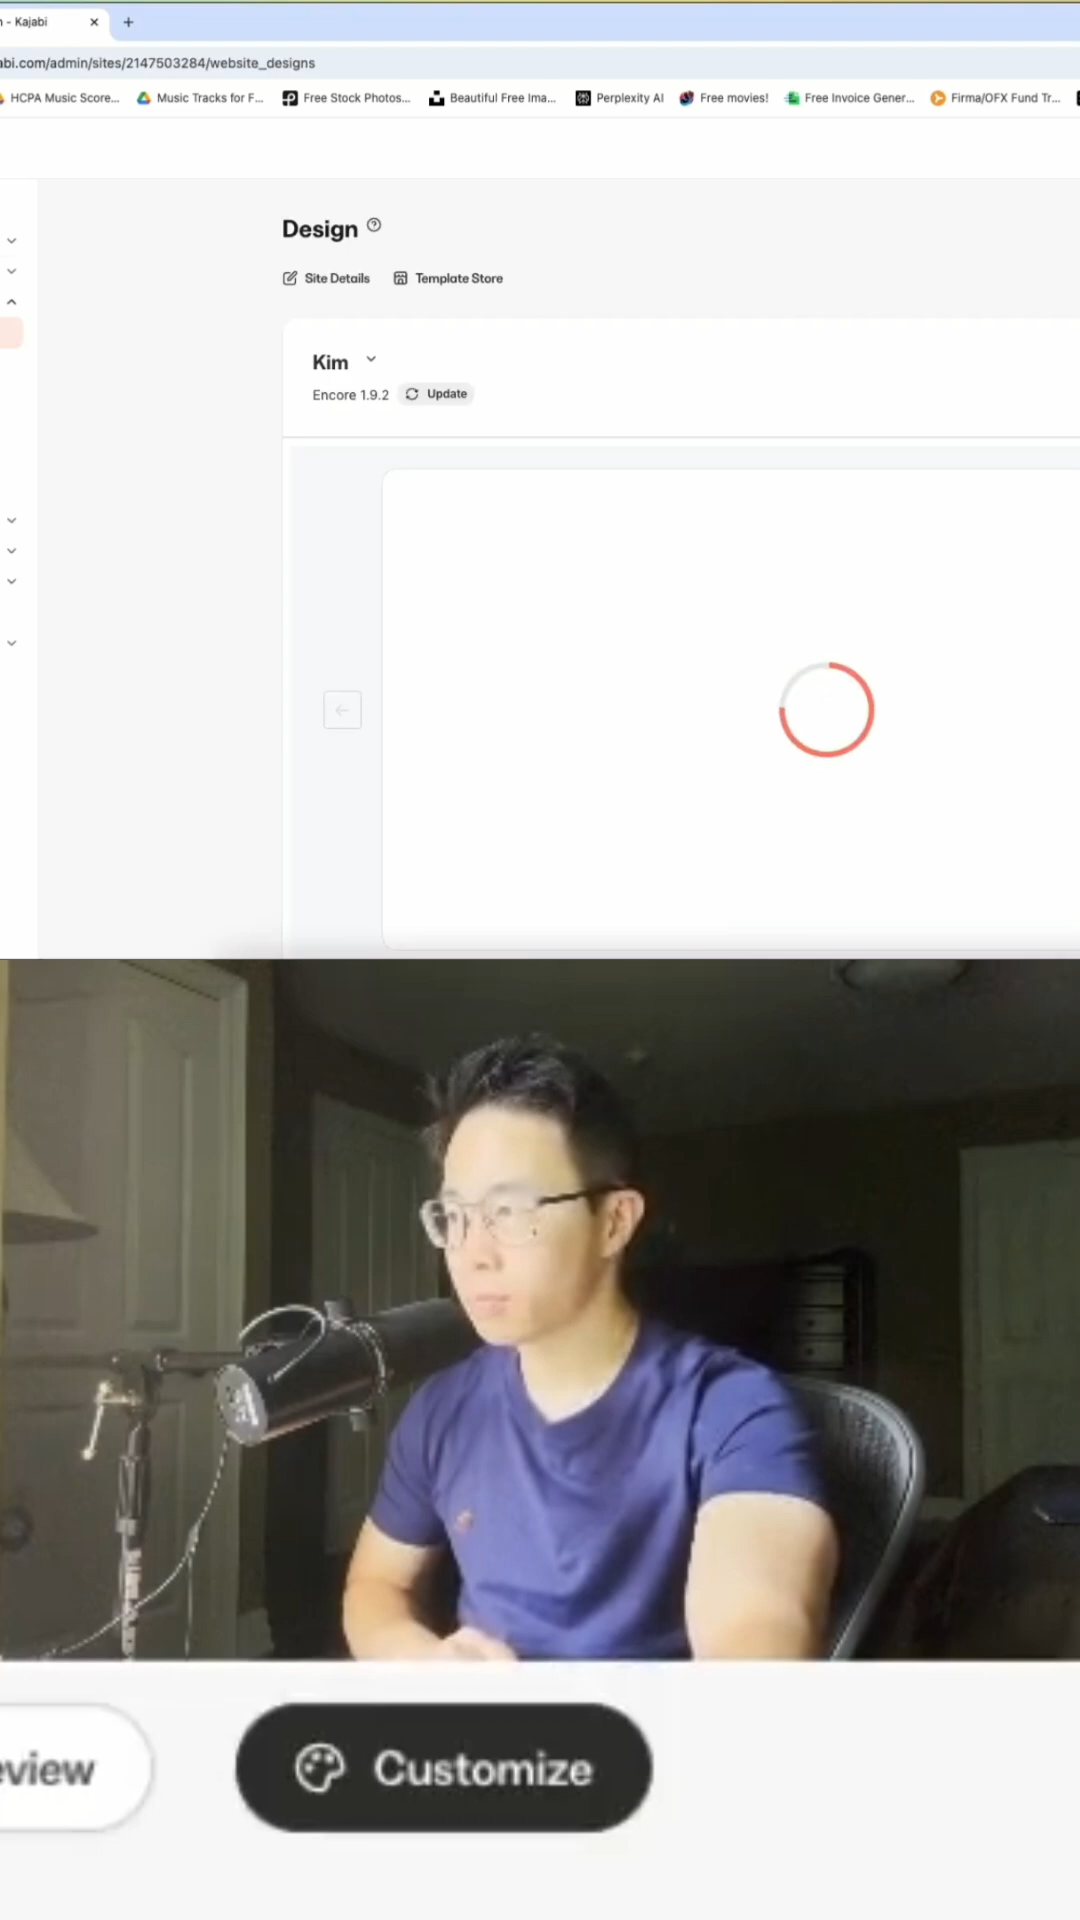 n - Kajabi
abi.com/admin/sites/2147503284/website_designs
HCPA Music Score... Music Tracks for F... Free Stock Photos... Beautiful Free Ima... Perplexity AI Free movies! Free Invoice Gener... Firma/OFX Fund Tr...
Design
Site Details Template Store
Kim
Encore 1.9.2 Update
eview Customize